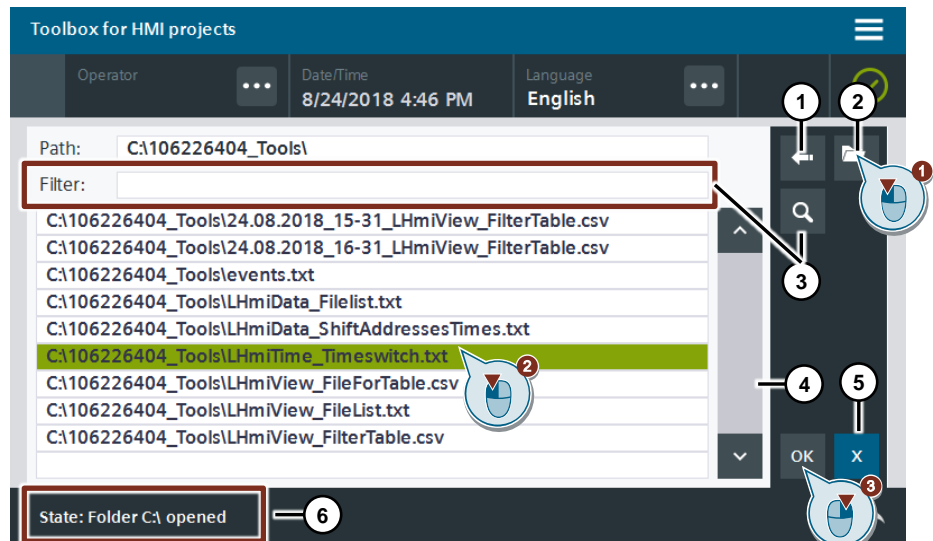 Toolbox for HMI projects
Operator
Date/Time
Language
8/24/2018 4:46 PM
English
1
2
Path: C:\106226404_Tools\
1
Filter:
C:\106226404_Tools\24.08.2018_15-31_LHmiView_FilterTable.csv
C:\106226404_Tools\24.08.2018_16-31_LHmiView_FilterTable.csv
C:\106226404_Tools\events.txt
3
C:\106226404_Tools\LHmiData_Filelist.txt
C:\106226404_Tools\LHmiData_ShiftAddressesTimes.txt
C:\106226404_Tools\LHmiTime_Timeswitch.txt
2
C:\106226404_Tools\LHmiView_FileForTable.csv
4
5
C:\106226404_Tools\LHmiView_FileList.txt
C:\106226404_Tools\LHmiView_FilterTable.csv
OK
X
3
State: Folder C:\ opened
6